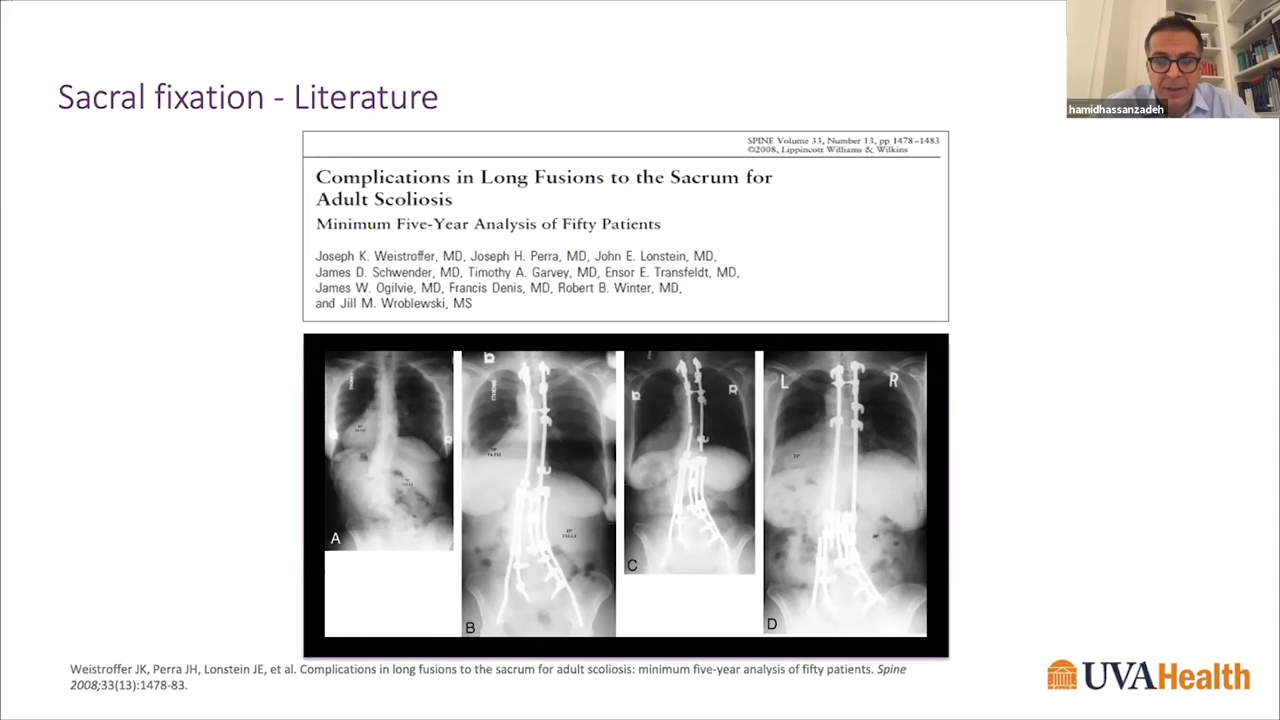 hamidhassanzadeh
Sacral fixation - Literature
SPINE Volume 33, Number 13, pp 1478–1483
©2008, Lippincott Williams & Wilkins
Complications in Long Fusions to the Sacrum for
Adult Scoliosis
Minimum Five-Year Analysis of Fifty Patients
Joseph K. Weistroffer, MD, Joseph H. Perra, MD, John E. Lonstein, MD,
James D. Schwender, MD, Timothy A. Garvey, MD, Ensor E. Transfeldt, MD,
James W. Ogilvie, MD, Francis Denis, MD, Robert B. Winter, MD,
and Jill M. Wroblewski, MS
L
R
A
B
C
D
Weistroffer JK, Perra JH, Lonstein JE, et al. Complications in long fusions to the sacrum for adult scoliosis: minimum five-year analysis of fifty patients. Spine
2008;33(13):1478-83.
UVAHealth